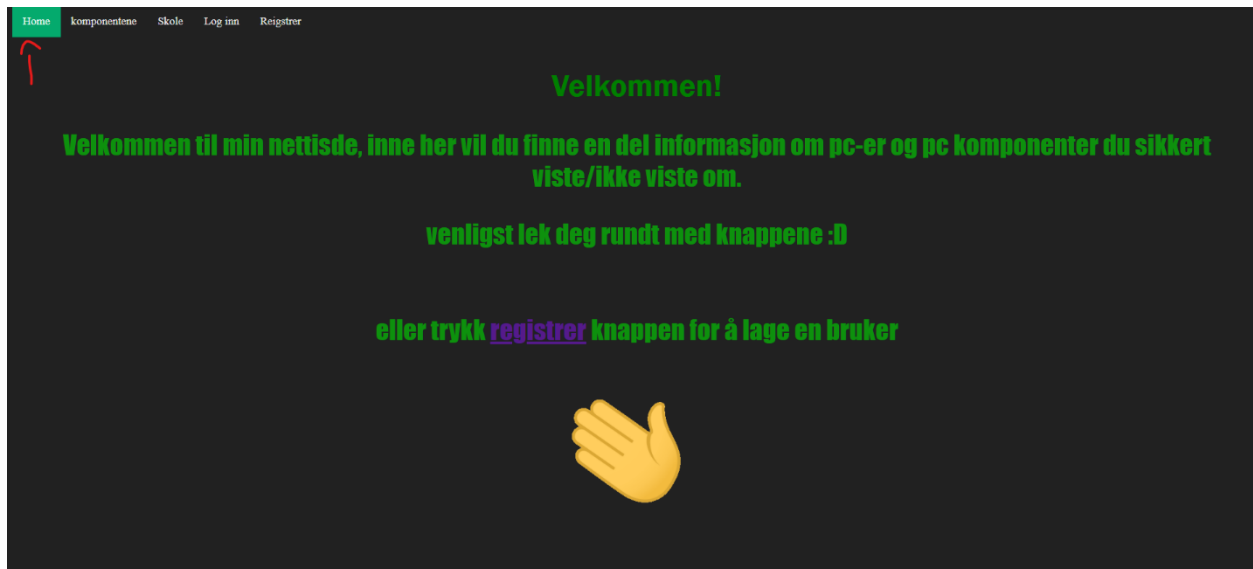 Home komponentene Skole Log inn Reigstrer
Velkommen!
Velkommen til min nettisde, inne her vil du finne en del informasjon om pc-er og pc komponenter du sikkert
viste/ikke viste om.
venligst lek deg rundt med knappene :D
eller trykk registrer knappen for å lage en bruker